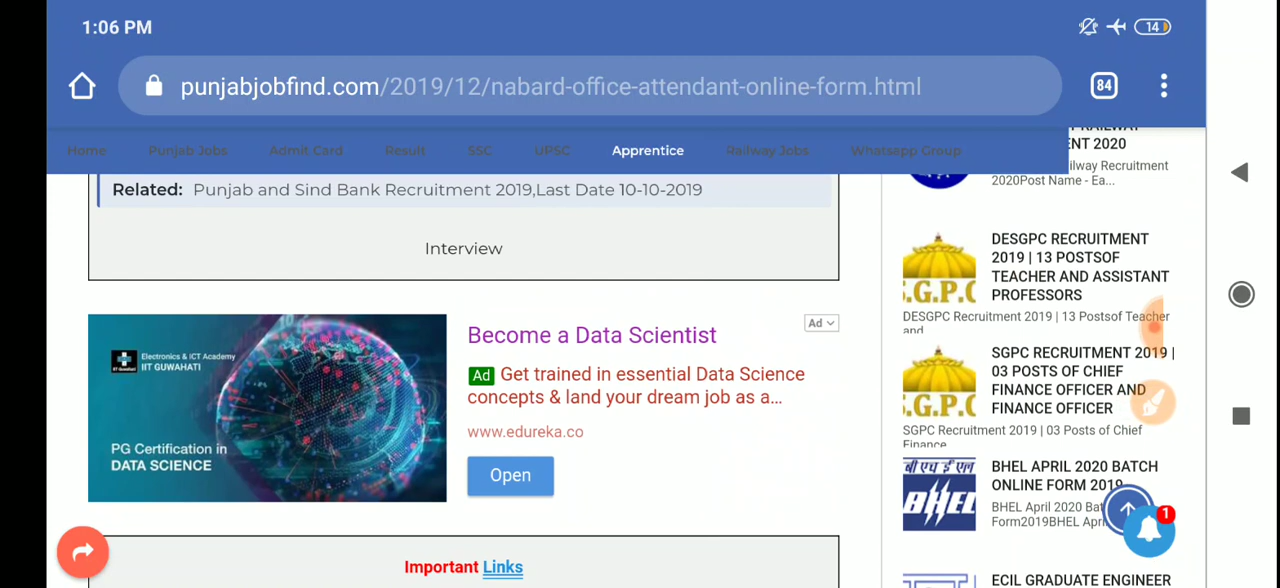 1:06 PM
14
punjabjobfind.com/2019/12/nabard-office-attendant-online-form.html
84
Home Punjab Jobs Admit Card Result SSC UPSC Apprentice Railway Jobs Whatsapp Group
Related: Punjab and Sind Bank Recruitment 2019,Last Date 10-10-2019
Interview
Electronics & ICT Academy
IIT GUWAHATI
PG Certification in
DATA SCIENCE
Become a Data Scientist
Ad
Ad Get trained in essential Data Science
concepts & land your dream job as a...
www.edureka.co
Open
Important Links
RAILWAY
ENT 2020
ilway Recruitment
2020Post Name - Ea...
S.G.P.C
DESGPC RECRUITMENT
2019 | 13 POSTSOF
TEACHER AND ASSISTANT
PROFESSORS
DESGPC Recruitment 2019 | 13 Postsof Teacher
and
S.G.P.C
SGPC RECRUITMENT 2019 |
03 POSTS OF CHIEF
FINANCE OFFICER AND
FINANCE OFFICER
SGPC Recruitment 2019 | 03 Posts of Chief
Finance
बी एच ई एल
BHEL
BHEL APRIL 2020 BATCH
ONLINE FORM 2019
BHEL April 2020 Bat
Form2019BHEL Apri
1
ECIL GRADUATE ENGINEER